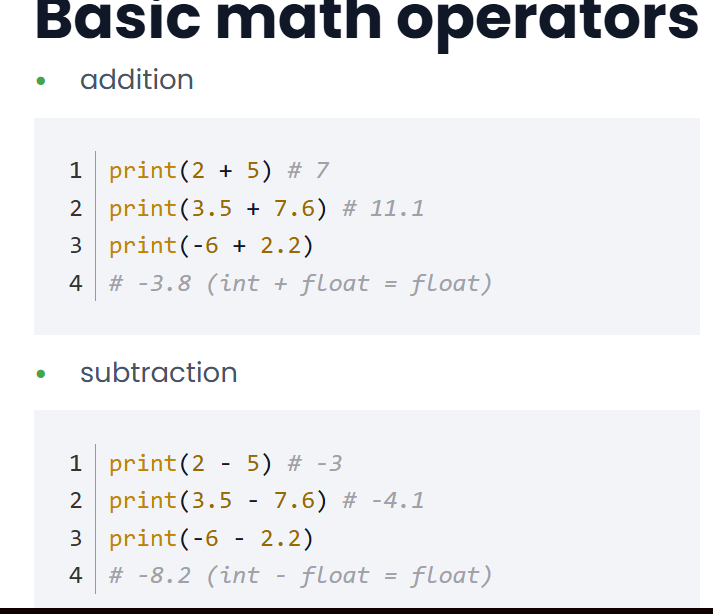 Basic math operators
• addition
1 print(2 + 5) # 7
2 print(3.5 + 7.6) # 11.1
3 print(-6 + 2.2)
4 # -3.8 (int + float = float)
• subtraction
1 print(2 - 5) # -3
2 print(3.5 - 7.6) # -4.1
3 print(-6 - 2.2)
4 # -8.2 (int - float = float)